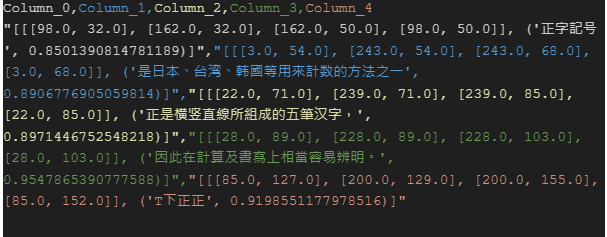 Column_0,Column_1,Column_2,Column_3,Column_4
"[[[98.0, 32.0], [162.0, 32.0], [162.0, 50.0], [98.0, 50.0]], ('正字記号
', 0.8501390814781189)]","[[[3.0, 54.0], [243.0, 54.0], [243.0, 68.0],
[3.0, 68.0]], ('是日本、台湾、韩國等用來计数的方法之一',
0.8906776905059814)]","[[[22.0, 71.0], [239.0, 71.0], [239.0, 85.0],
[22.0, 85.0]], ('正是横竖直線所組成的五筆汉字，',
0.8971446752548218)]","[[[28.0, 89.0], [228.0, 89.0], [228.0, 103.0],
[28.0, 103.0]], ('因此在計算及書寫上相當容易辨明。',
0.9547865390777588)]","[[[85.0, 127.0], [200.0, 129.0], [200.0, 155.0],
[85.0, 152.0]], ('T下正正', 0.9198551177978516)]"